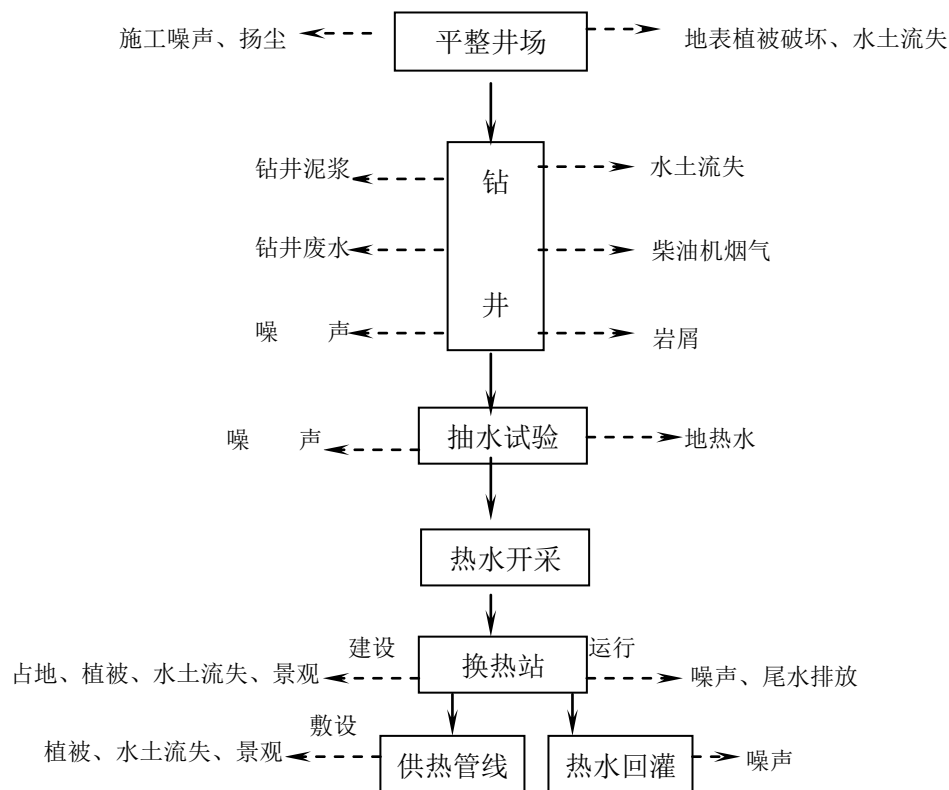 施工噪声、扬尘
平整井场
地表植被破坏、水土流失
钻井泥浆
钻
水土流失
钻井废水
柴油机烟气
井
噪 声
岩屑
噪 声
抽水试验
地热水
热水开采
建设
运行
占地、植被、水土流失、景观
换热站
噪声、尾水排放
敷设
植被、水土流失、景观
供热管线
热水回灌
噪声